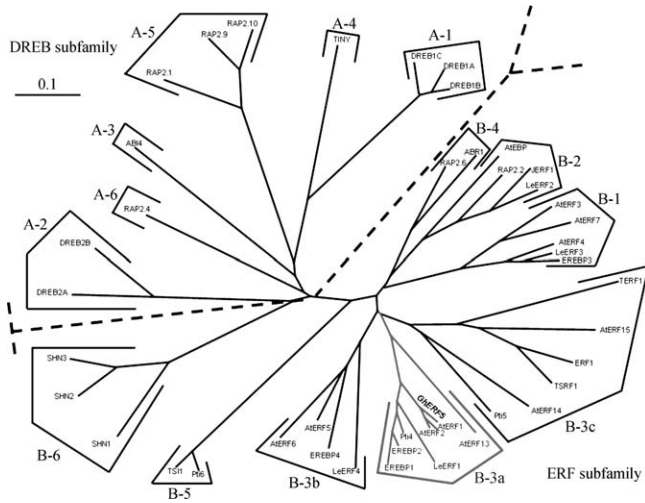 A-5
A-4
A-1
DREB subfamily
RAP2.10
RAP2.9
TINY
DREB1C
DREB1A
DREB1B
RAP2.1
0.1
A-3
ABI4
B-4
ABR1
RAP2.6
AtEBP
B-2
RAP2.2
JERF1
LeERF2
B-1
A-6
RAP2.4
AtERF3
AtERF7
A-2
DREB2B
AtERF4
LeERF3
EREBP3
TERF1
DREB2A
AtERF15
SHN3
ERF1
SHN2
TSRF1
GhERF5
Pti5
AtERF14
SHN1
AtERF5
AtERF6
EREBP4
LeERF4
Pti4
EREBP2
EREBP1
AtERF1
AtERF2
AtERF13
LeERF1
B-3c
B-6
TSI1
Pti6
B-5
B-3b
B-3a
ERF subfamily